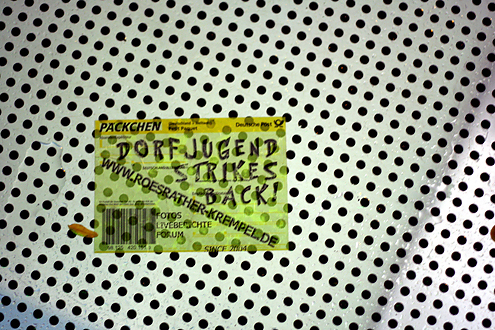 PÄCKCHEN
Deutsche Post
DORFJUGEND
STRIKES
BACK!
WWW.ROESRATHER-KREMPEL.DE
FOTOS
LIVEBERICHTE
FORUM
SINCE 2004